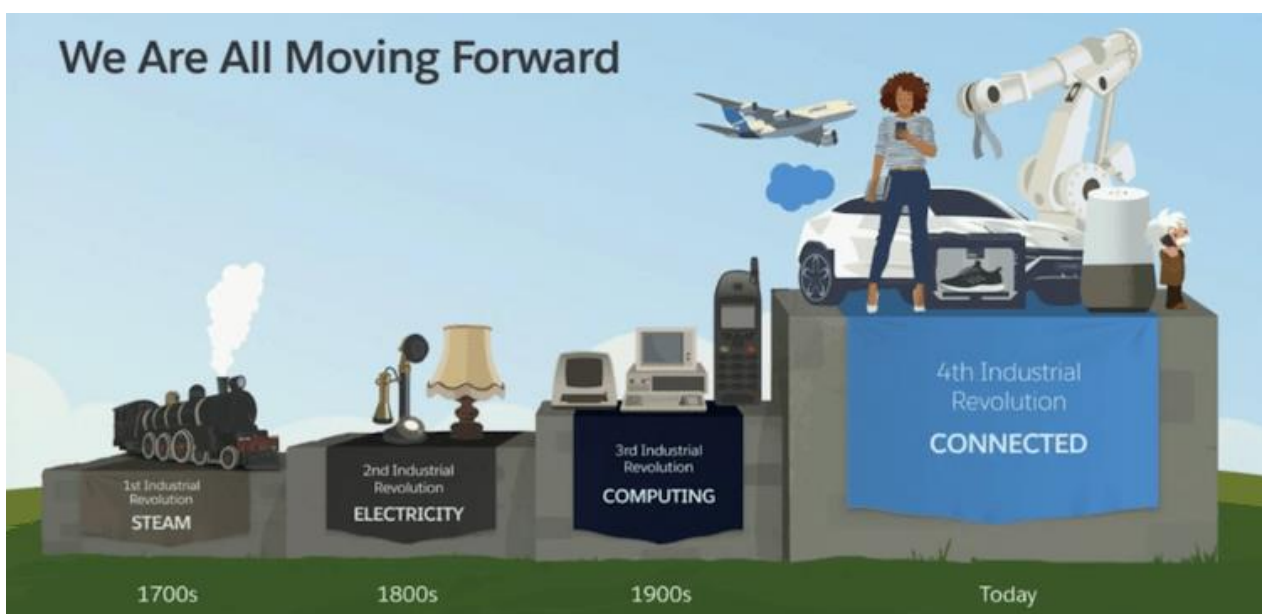 We Are All Moving Forward
1st Industrial
Revolution
STEAM
2nd Industrial
Revolution
ELECTRICITY
3rd Industrial
Revolution
COMPUTING
4th Industrial
Revolution
CONNECTED
1700s
1800s
1900s
Today